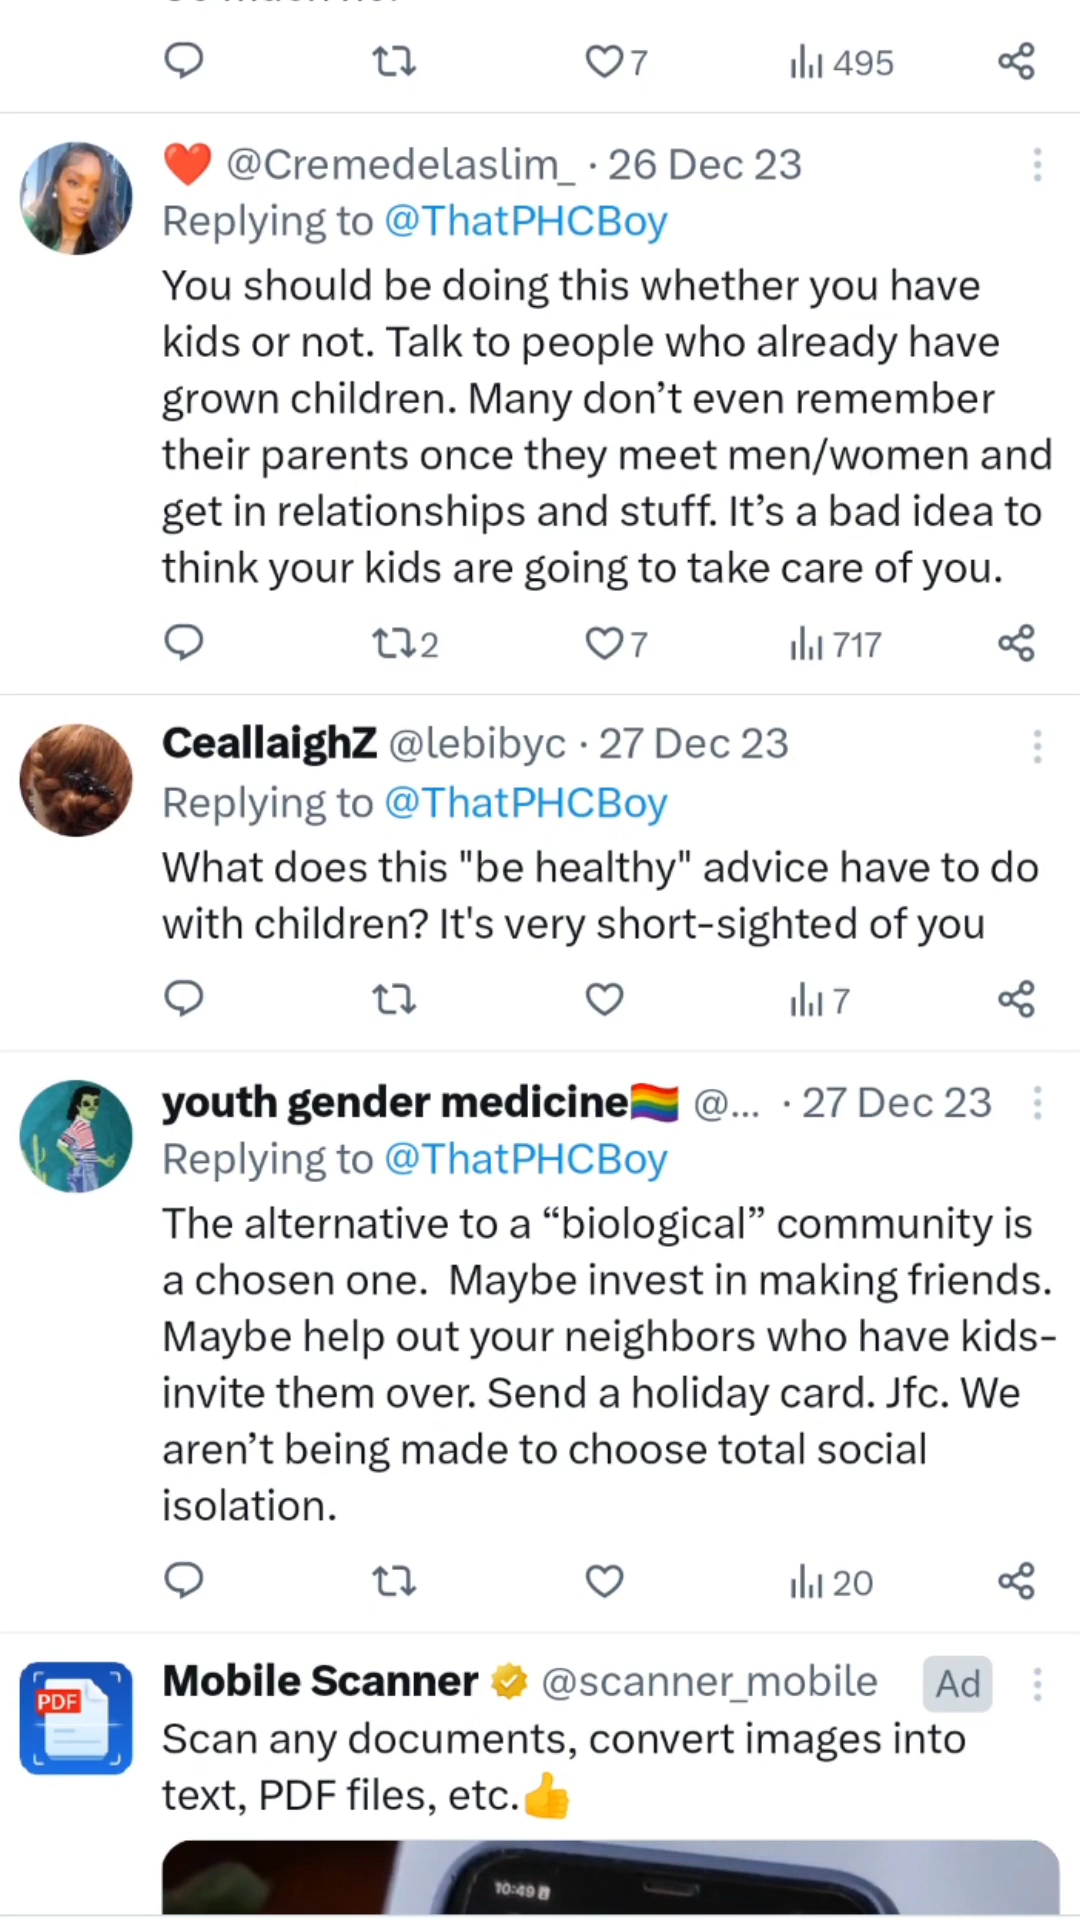 7 495
❤️ @Cremedelaslim_ · 26 Dec 23
Replying to @ThatPHCBoy
You should be doing this whether you have
kids or not. Talk to people who already have
grown children. Many don’t even remember
their parents once they meet men/women and
get in relationships and stuff. It’s a bad idea to
think your kids are going to take care of you.
2 7 717
CeallaighZ @lebibyc · 27 Dec 23
Replying to @ThatPHCBoy
What does this "be healthy" advice have to do
with children? It's very short-sighted of you
7
youth gender medicine🏳️‍🌈 @... · 27 Dec 23
Replying to @ThatPHCBoy
The alternative to a “biological” community is
a chosen one.  Maybe invest in making friends.
Maybe help out your neighbors who have kids-
invite them over. Send a holiday card. Jfc. We
aren’t being made to choose total social
isolation.
20
Mobile Scanner @scanner_mobile Ad
PDF
Scan any documents, convert images into
text, PDF files, etc.👍
10:49